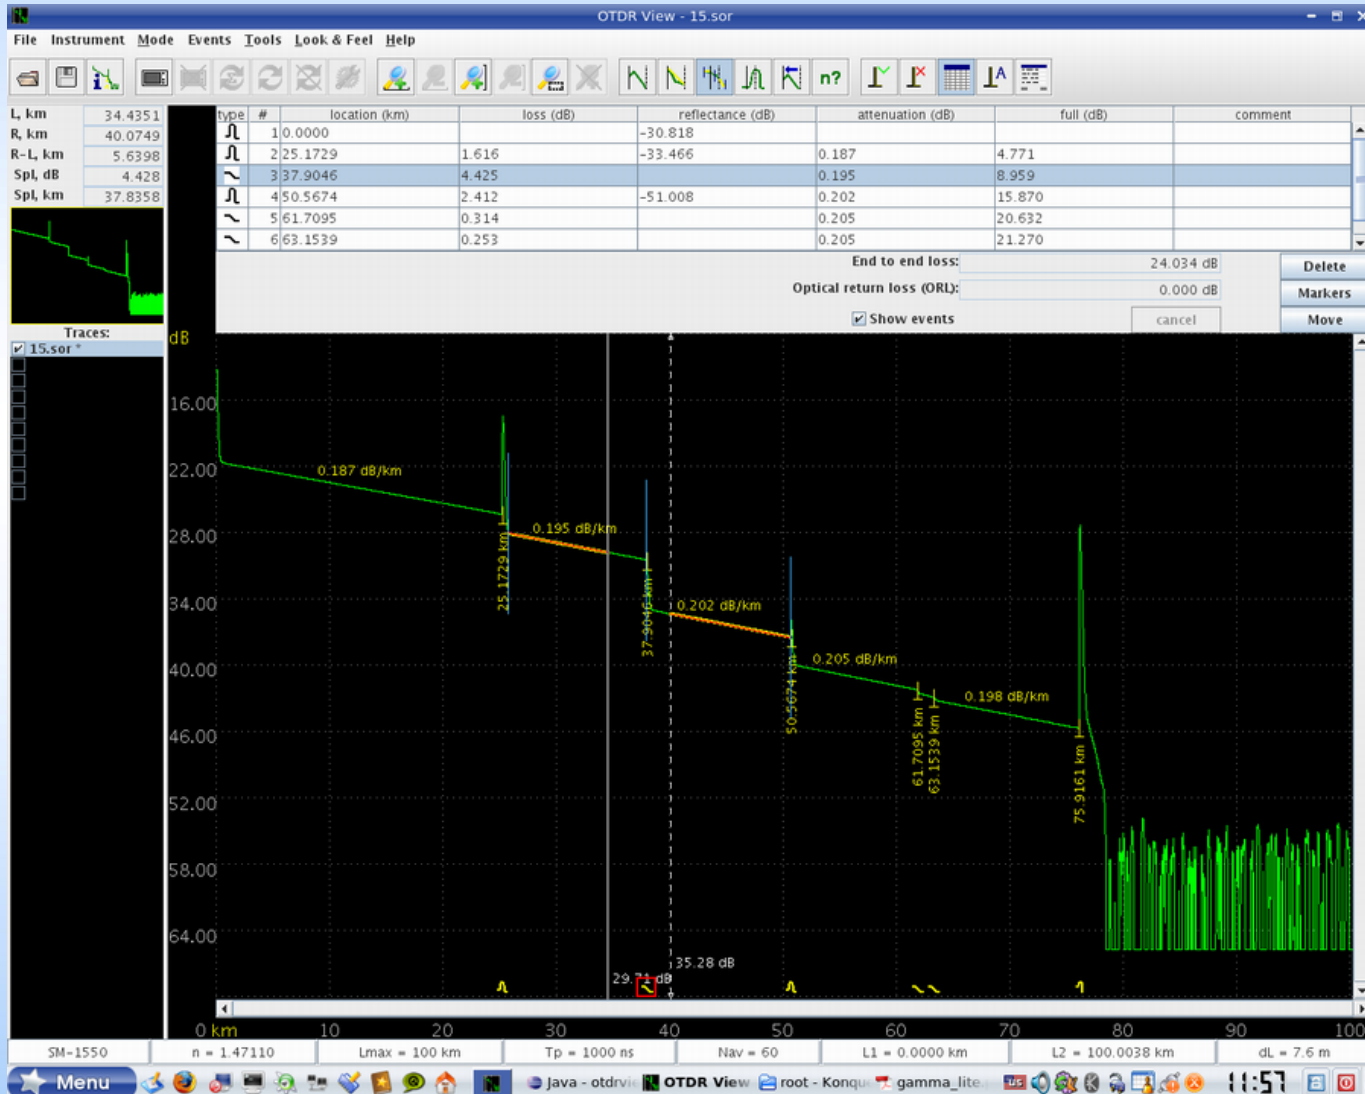 OTDR View - 15.sor
File Instrument Mode Events Tools Look & Feel Help
n?
L, km 34.4351
R, km 40.0749
R-L, km 5.6398
Spl, dB 4.428
Spl, km 37.8358
type # location (km) loss (dB) reflectance (dB) attenuation (dB) full (dB) comment
1 0.0000 -30.818
2 25.1729 1.616 -33.466 0.187 4.771
3 37.9046 4.425 0.195 8.959
4 50.5674 2.412 -51.008 0.202 15.870
5 61.7095 0.314 0.205 20.632
6 63.1539 0.253 0.205 21.270
End to end loss: 24.034 dB
Delete
Optical return loss (ORL): 0.000 dB
Markers
Show events
cancel
Move
Traces:
15.sor *
dB
16.00
22.00
28.00
34.00
40.00
46.00
52.00
58.00
64.00
0.187 dB/km
0.195 dB/km
0.202 dB/km
0.205 dB/km
0.198 dB/km
25.1729 km
37.9046 km
50.5674 km
61.7095 km
63.1539 km
75.9161 km
35.28 dB
29.71 dB
0 km 10 20 30 40 50 60 70 80 90 100
SM-1550 n = 1.47110 Lmax = 100 km Tp = 1000 ns Nav = 60 L1 = 0.0000 km L2 = 100.0038 km dL = 7.6 m
Menu Java - otdrvi OTDR View root - Konqu gamma_lite. US 11:57